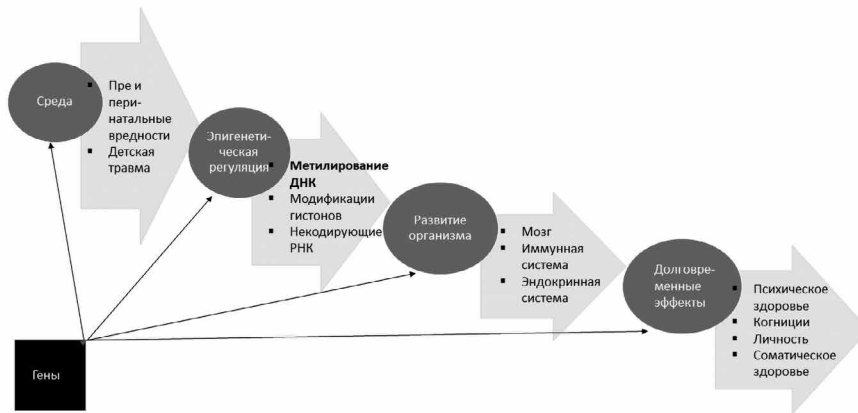 Среда
Пре и
пери-
натальные
вредности
Детская
травма
Эпигенети-
ческая
регуляция
Метилирование
ДНК
Модификации
гистонов
Некодирующие
РНК
Развитие
организма
Мозг
Иммунная
система
Эндокринная
система
Долговре-
менные
эффекты
Психическое
здоровье
Когниции
Личность
Соматическое
здоровье
Гены